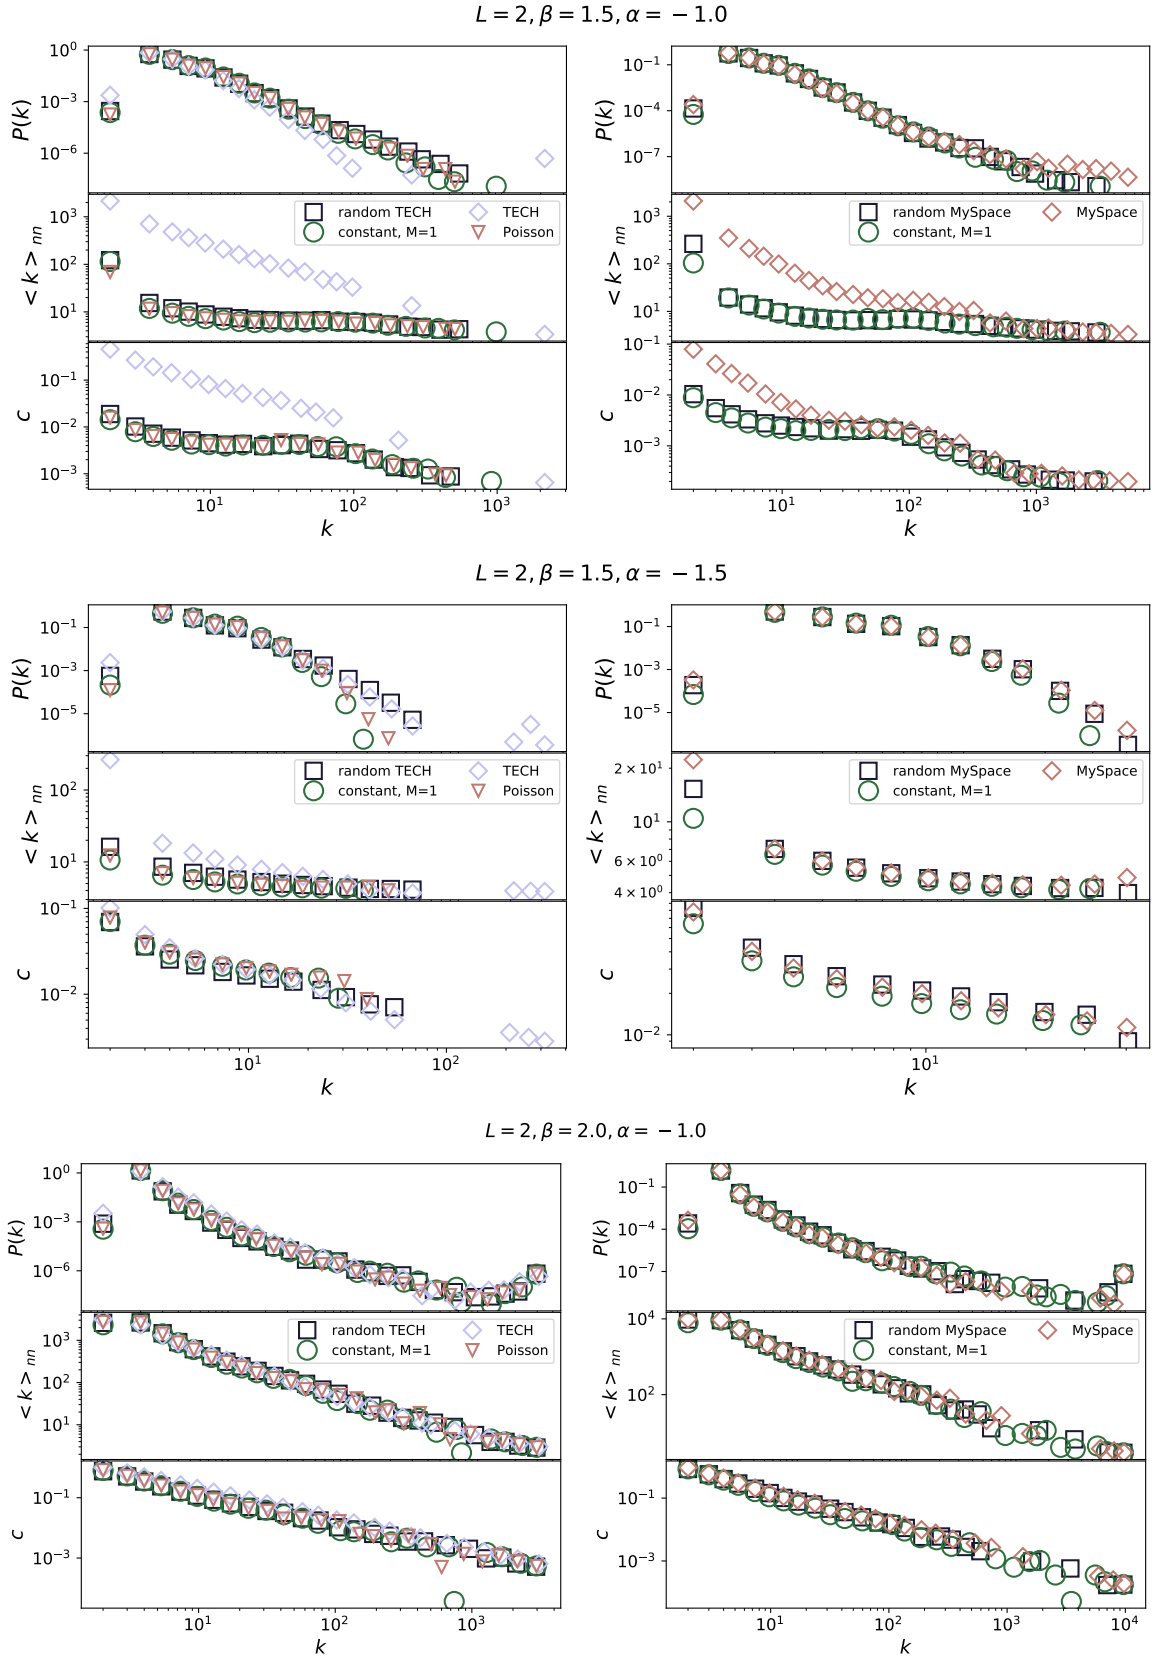 L = 2, β = 1.5, α = −1.0
10⁰
10⁻³
10⁻⁶
P(k)
10⁻¹
10⁻⁴
10⁻⁷
P(k)
10³
10²
10¹
< k >nn
random TECH
constant, M=1
TECH
Poisson
10³
10²
10¹
< k >nn
random MySpace
constant, M=1
MySpace
10⁻¹
10⁻²
10⁻³
c
10⁻¹
10⁻²
10⁻³
c
10¹ 10² 10³
k
10¹ 10² 10³
k
L = 2, β = 1.5, α = −1.5
10⁻¹
10⁻³
10⁻⁵
P(k)
10⁻¹
10⁻³
10⁻⁵
P(k)
10²
10¹
< k >nn
random TECH
constant, M=1
TECH
Poisson
2 × 10¹
10¹
6 × 10⁰
4 × 10⁰
< k >nn
random MySpace
constant, M=1
MySpace
10⁻¹
10⁻²
c
10⁻²
c
10¹ 10²
k
10¹
k
L = 2, β = 2.0, α = −1.0
10⁰
10⁻³
10⁻⁶
P(k)
10⁻¹
10⁻⁴
10⁻⁷
P(k)
10³
10¹
< k >nn
random TECH
constant, M=1
TECH
Poisson
10⁴
10²
< k >nn
random MySpace
constant, M=1
MySpace
10⁻¹
10⁻³
c
10⁻¹
10⁻³
c
10¹ 10² 10³
k
10¹ 10² 10³ 10⁴
k